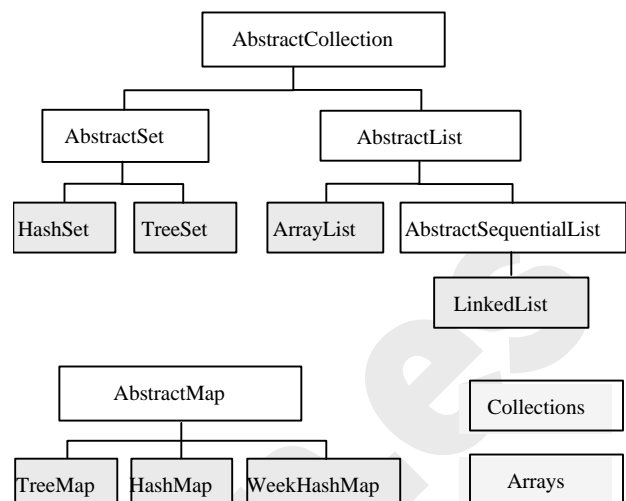 AbstractCollection
AbstractSet
AbstractList
HashSet
TreeSet
ArrayList
AbstractSequentialList
LinkedList
AbstractMap
Collections
TreeMap
HashMap
WeekHashMap
Arrays